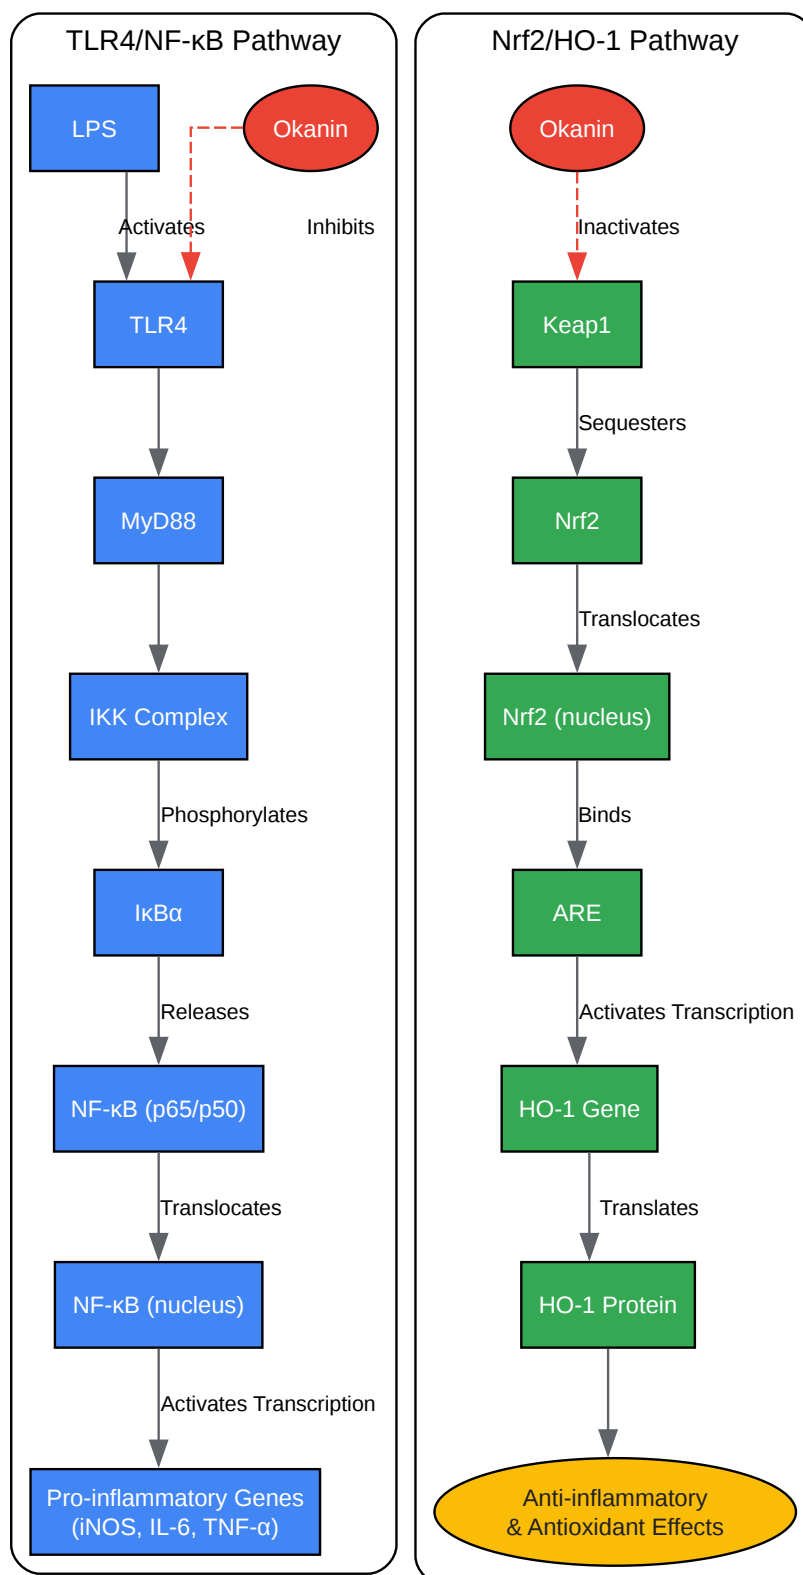 TLR4/NF-κB Pathway
LPS
Okanin
Activates
Inhibits
TLR4
MyD88
IKK Complex
Phosphorylates
IκBα
Releases
NF-κB (p65/p50)
Translocates
NF-κB (nucleus)
Activates Transcription
Pro-inflammatory Genes
(iNOS, IL-6, TNF-α)
Nrf2/HO-1 Pathway
Okanin
Inactivates
Keap1
Sequesters
Nrf2
Translocates
Nrf2 (nucleus)
Binds
ARE
Activates Transcription
HO-1 Gene
Translates
HO-1 Protein
Anti-inflammatory
& Antioxidant Effects